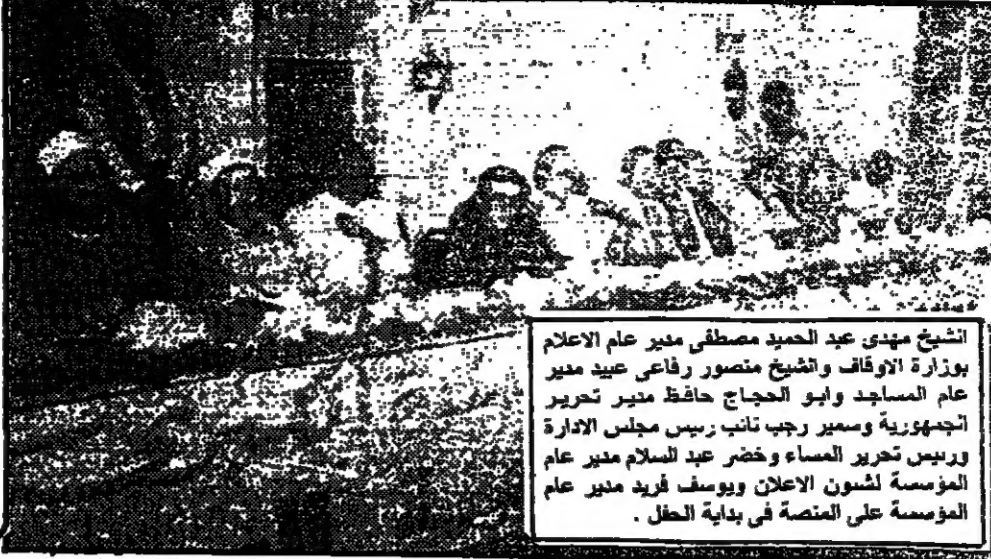 الشيخ مهدى عبد الحميد مصطفى مدير عام الاعلام
بوزارة الاوقاف والشيخ منصور رفاعى عبيد مدير
عام المساجد وابو الحجاج حافظ مدير تحرير
الجمهورية وسمير رجب نائب رئيس مجلس الادارة
ورئيس تحرير المساء وخضر عبد السلام مدير عام
المؤسسة لشئون الاعلان ويوسف فريد مدير عام
المؤسسة على المنصة فى بداية الحفل .